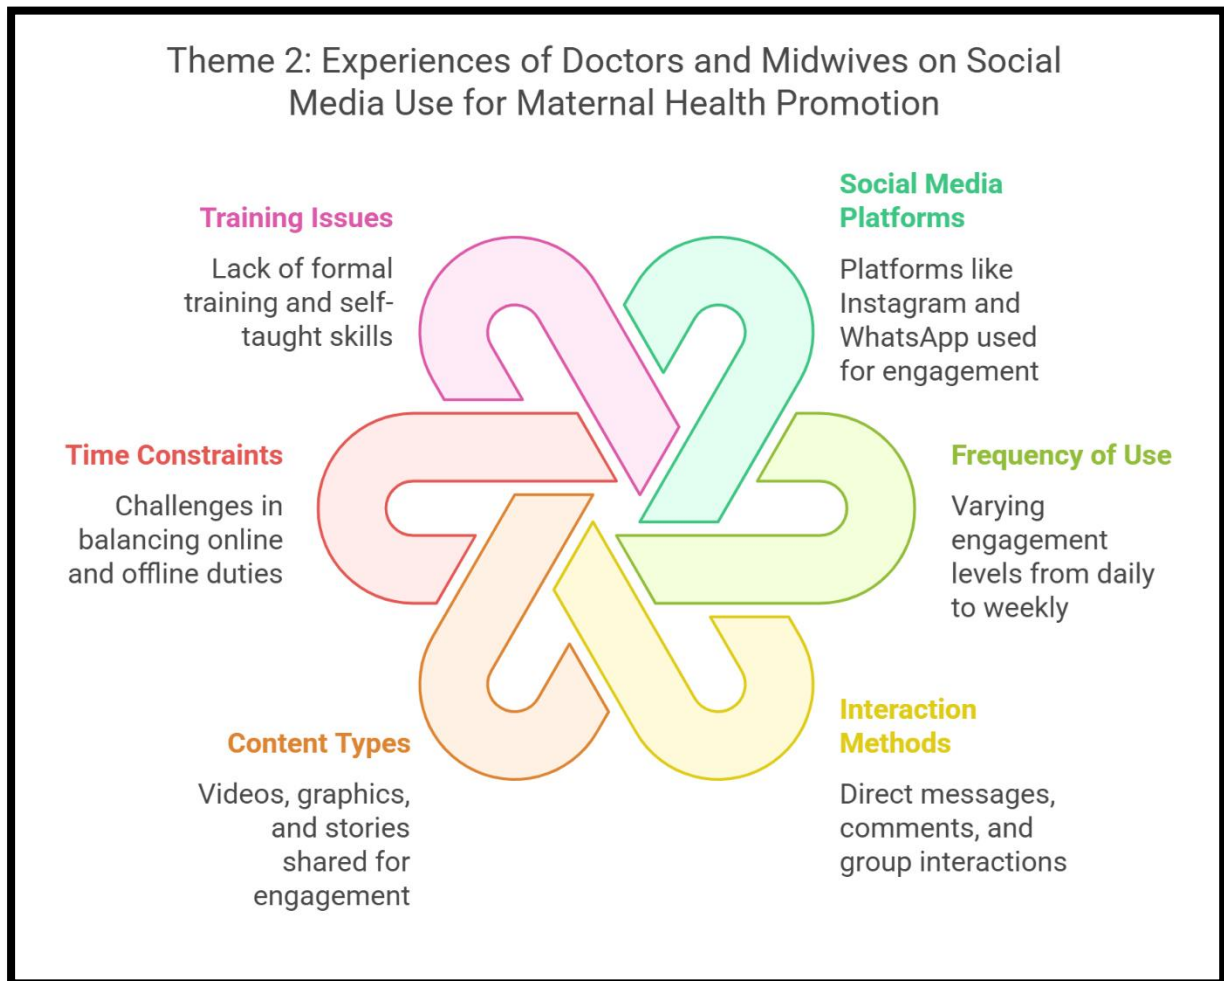 Theme 2: Experiences of Doctors and Midwives on Social
Media Use for Maternal Health Promotion
Training Issues
Lack of formal
training and self-
taught skills
Social Media
Platforms
Platforms like
Instagram and
WhatsApp used
for engagement
Time Constraints
Challenges in
balancing online
and offline duties
Frequency of Use
Varying
engagement
levels from daily
to weekly
Content Types
Videos, graphics,
and stories
shared for
engagement
Interaction
Methods
Direct messages,
comments, and
group interactions